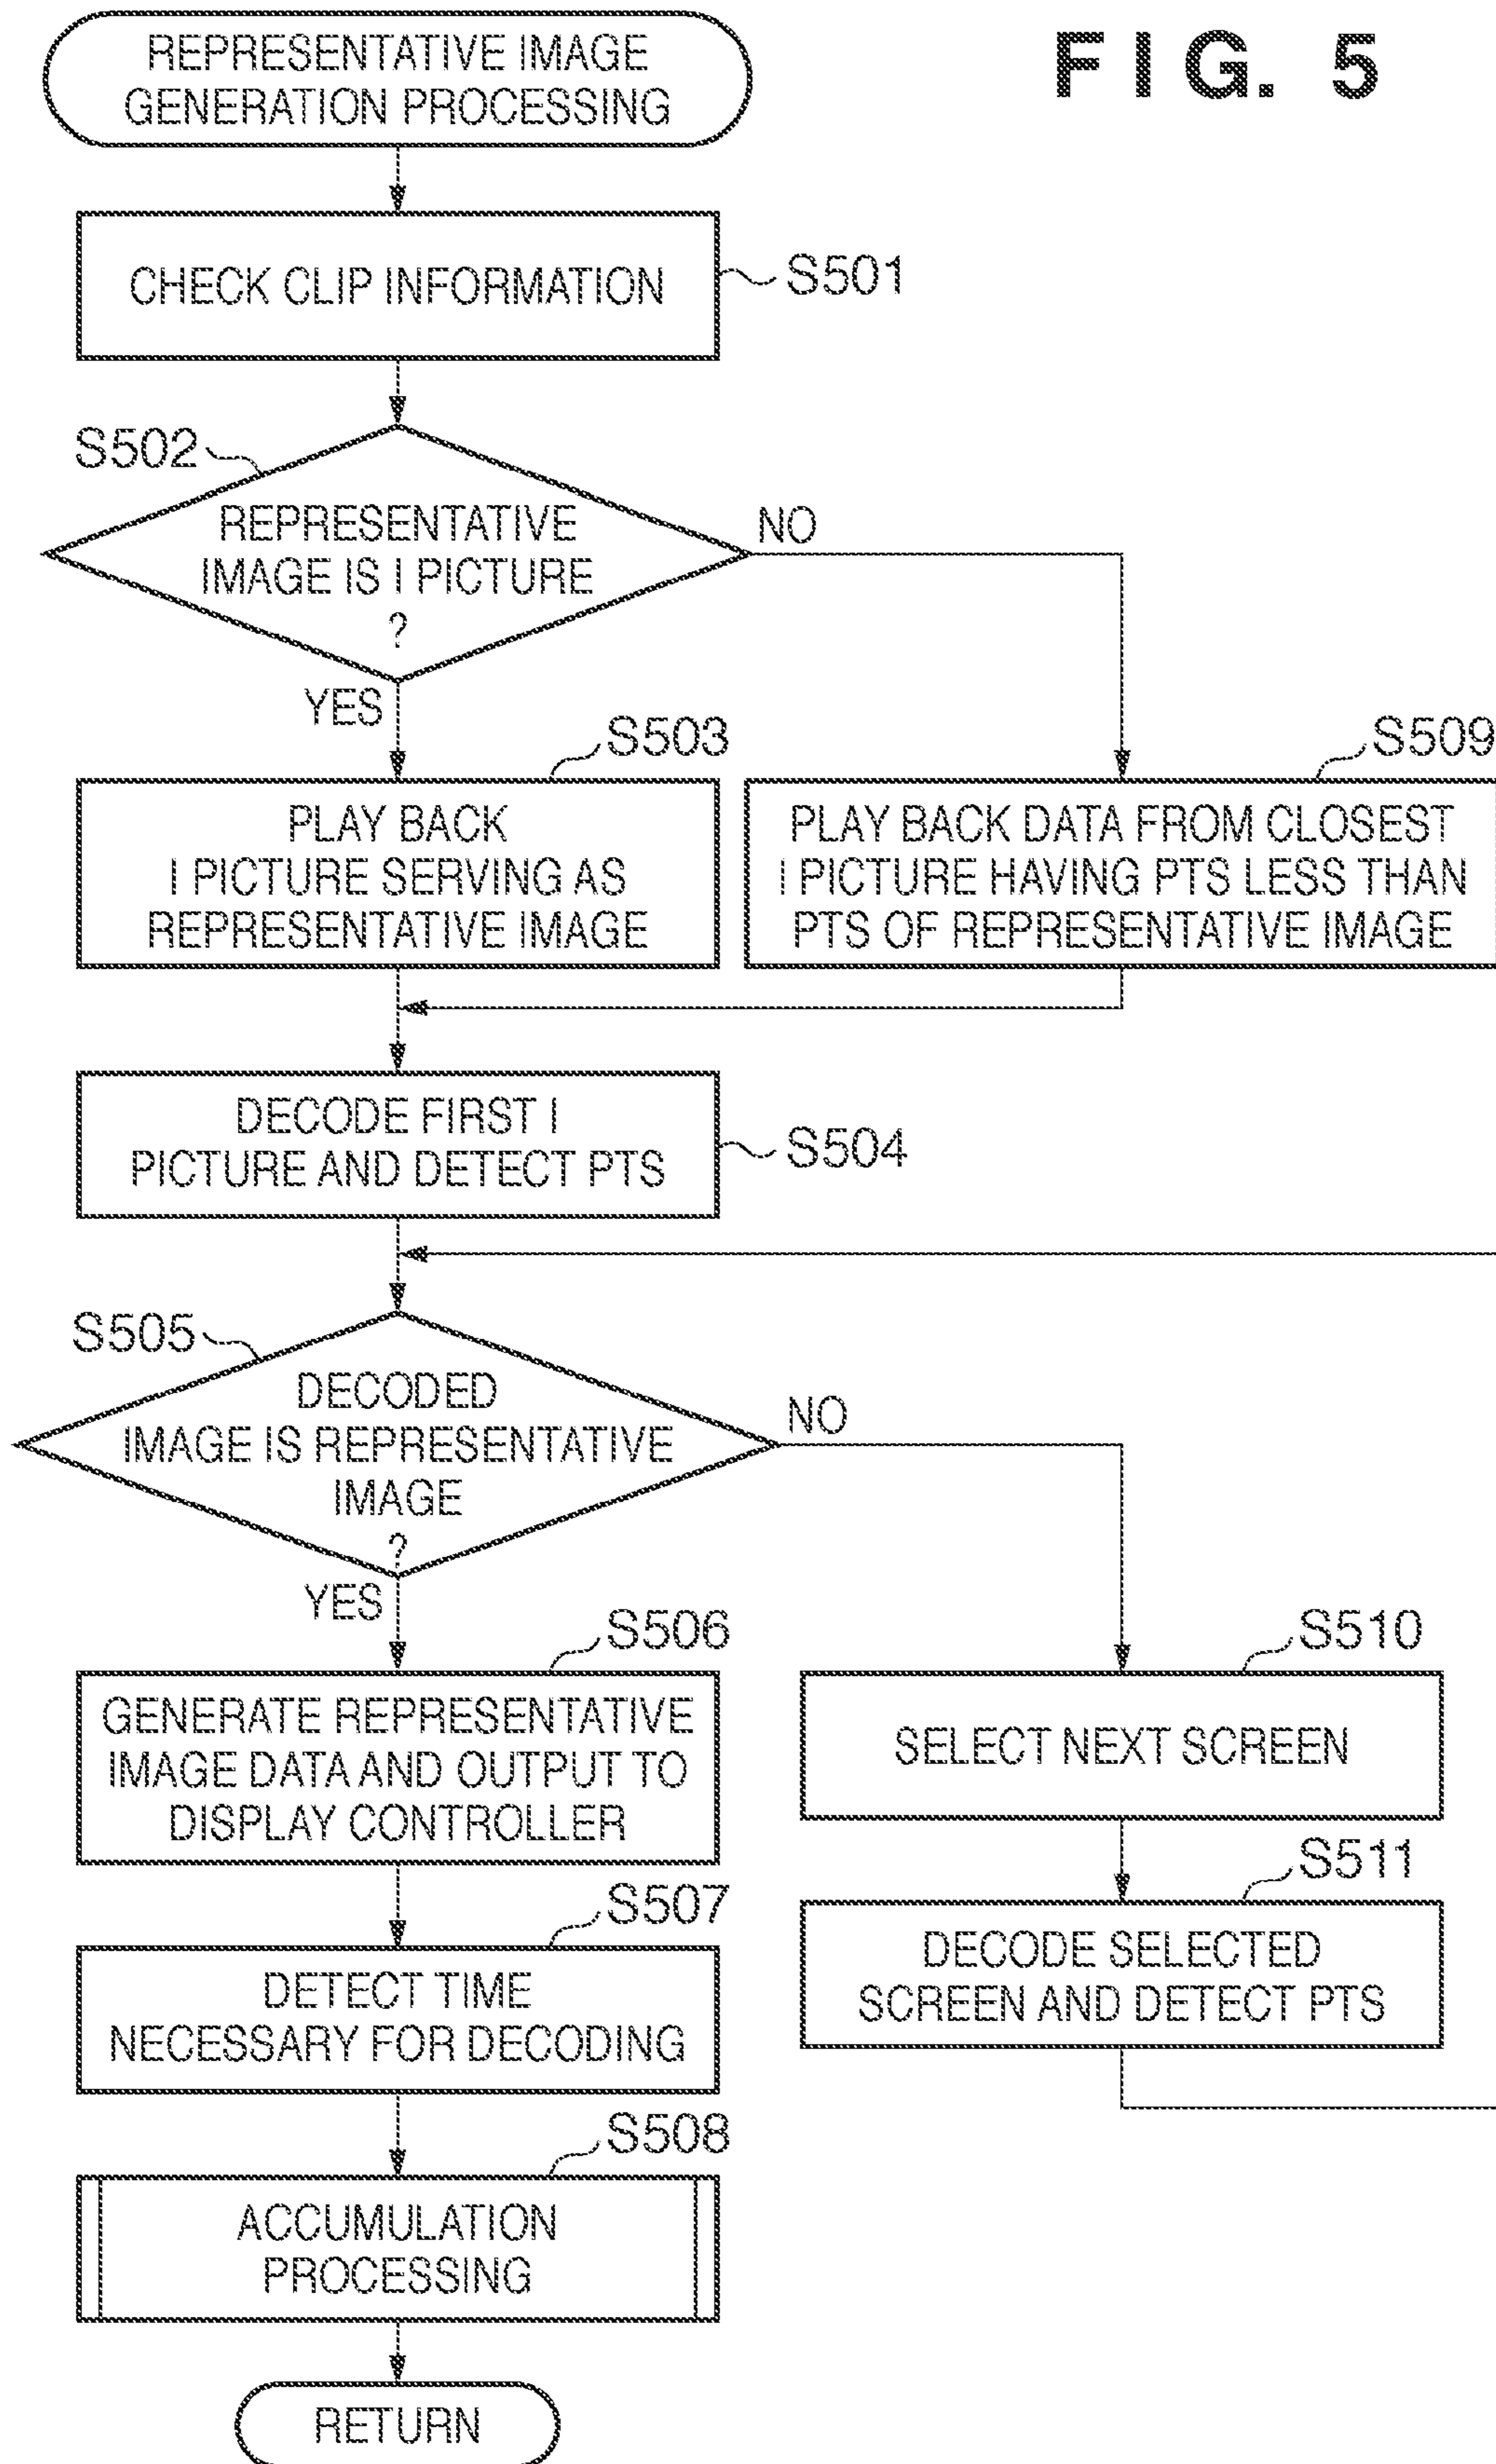 FIG. 5
REPRESENTATIVE IMAGE
GENERATION PROCESSING
CHECK CLIP INFORMATION
S501
S502
REPRESENTATIVE
IMAGE IS I PICTURE
?
NO
YES
S503
PLAY BACK
I PICTURE SERVING AS
REPRESENTATIVE IMAGE
S509
PLAY BACK DATA FROM CLOSEST
I PICTURE HAVING PTS LESS THAN
PTS OF REPRESENTATIVE IMAGE
DECODE FIRST I
PICTURE AND DETECT PTS
S504
S505
DECODED
IMAGE IS REPRESENTATIVE
IMAGE
?
NO
YES
S506
GENERATE REPRESENTATIVE
IMAGE DATA AND OUTPUT TO
DISPLAY CONTROLLER
S510
SELECT NEXT SCREEN
S507
DETECT TIME
NECESSARY FOR DECODING
S511
DECODE SELECTED
SCREEN AND DETECT PTS
S508
ACCUMULATION
PROCESSING
RETURN